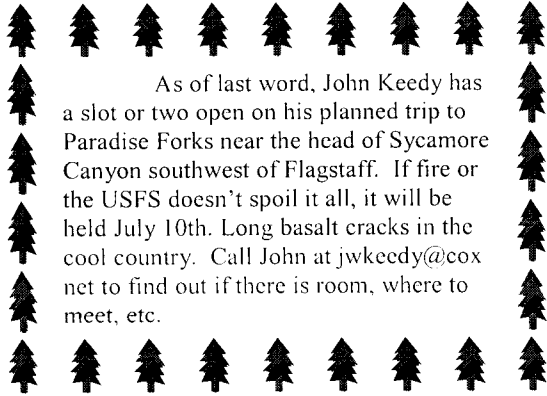 As of last word, John Keedy has
a slot or two open on his planned trip to
Paradise Forks near the head of Sycamore
Canyon southwest of Flagstaff.  If fire or
the USFS doesn't spoil it all, it will be
held July 10th. Long basalt cracks in the
cool country.  Call John at jwkeedy@cox
net to find out if there is room, where to
meet, etc.